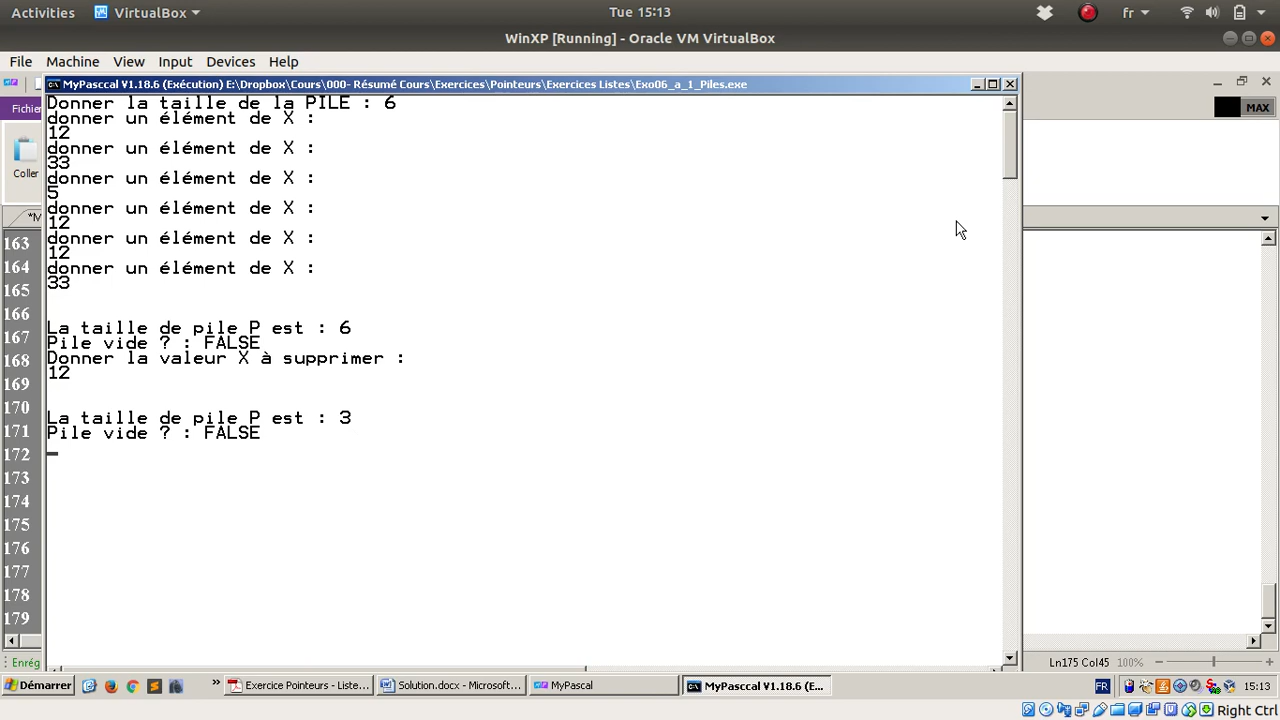 Activities VirtualBox Tue 15:13 fr
WinXP [Running] - Oracle VM VirtualBox
File Machine View Input Devices Help
MyPasccal V1.18.6 (Exécution) E:\Dropbox\Cours\000- Résumé Cours\Exercices\Pointeurs\Exercices Listes\Exo06_a_1_Piles.exe
Fichier
MAX
Coller
*M
Donner la taille de la PILE : 6
donner un élément de X :
12
donner un élément de X :
33
donner un élément de X :
5
donner un élément de X :
12
donner un élément de X :
12
donner un élément de X :
33
La taille de pile P est : 6
Pile vide ? : FALSE
Donner la valeur X à supprimer :
12
La taille de pile P est : 3
Pile vide ? : FALSE
163
164
165
166
167
168
169
170
171
172
173
174
175
176
177
178
179
Enrég Ln175 Col45 100%
Démarrer » Exercice Pointeurs - Liste... Solution.docx - Microsoft... MyPascal MyPasccal V1.18.6 (E... FR 15:13
Right Ctrl